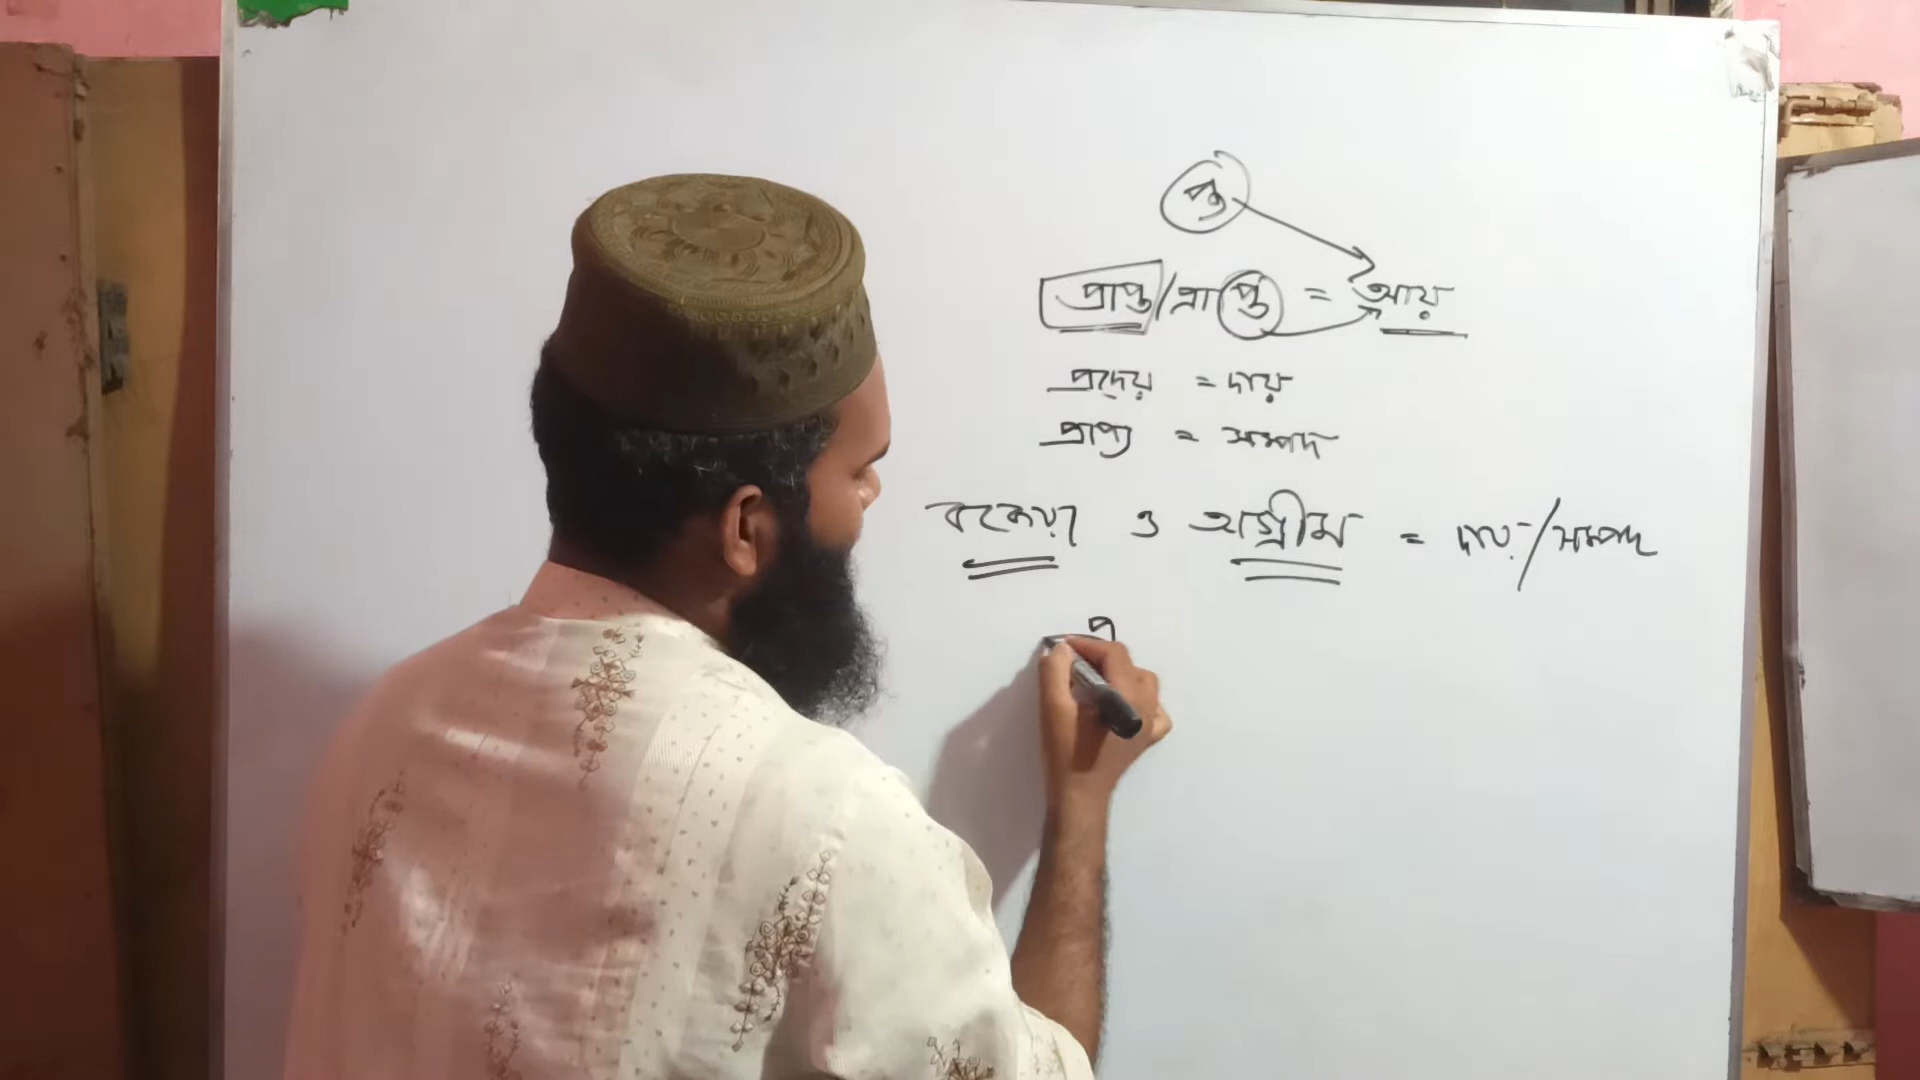 প্ত
প্রাপ্ত/প্রাপ্ত = আয়
প্রদেয় = দায়
প্রাপ্য = সম্পদ
বকেয়া ও অগ্রীম = দায়/সম্পদ
প